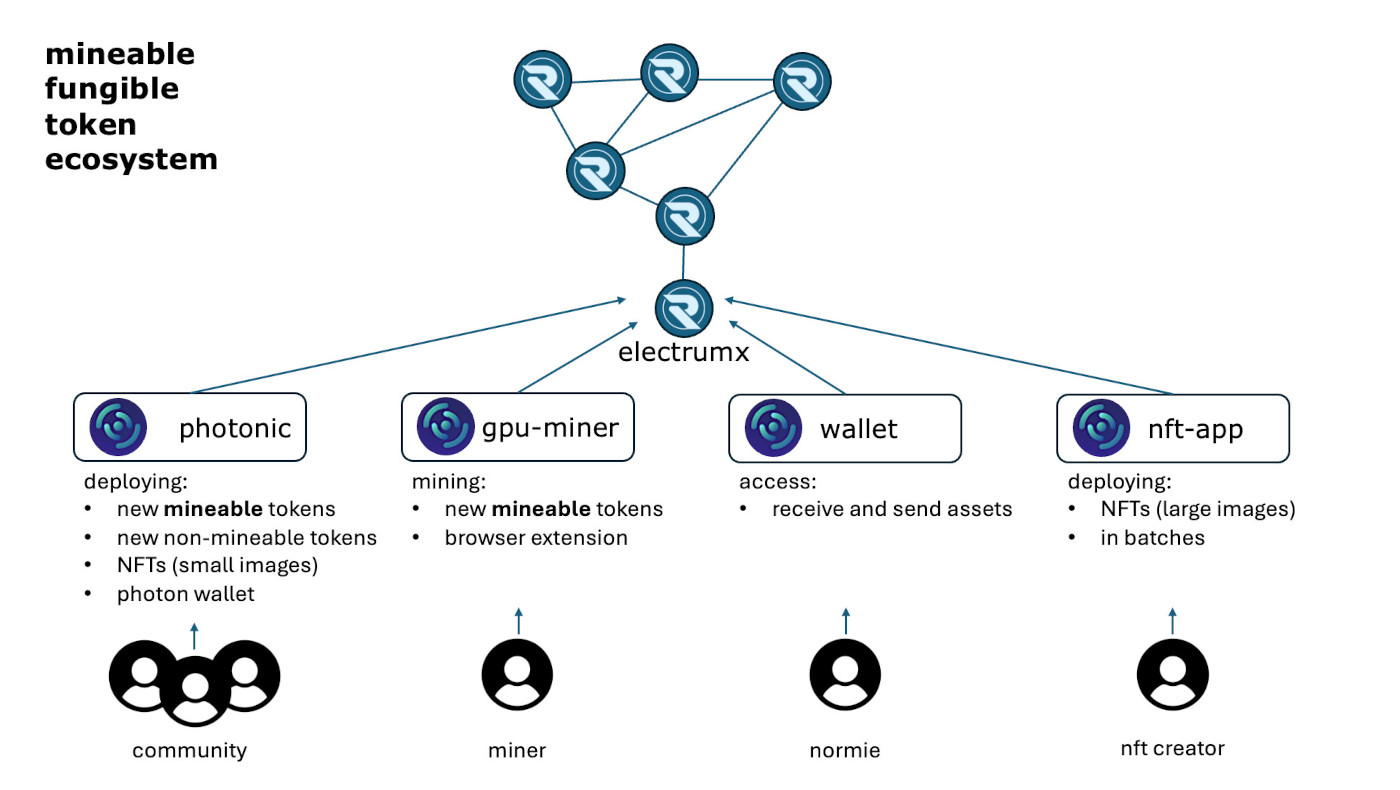 mineable
fungible
token
ecosystem
electrumx
photonic
deploying:
• new mineable tokens
• new non-mineable tokens
• NFTs (small images)
• photon wallet
community
gpu-miner
mining:
• new mineable tokens
• browser extension
miner
wallet
access:
• receive and send assets
normie
nft-app
deploying:
• NFTs (large images)
• in batches
nft creator